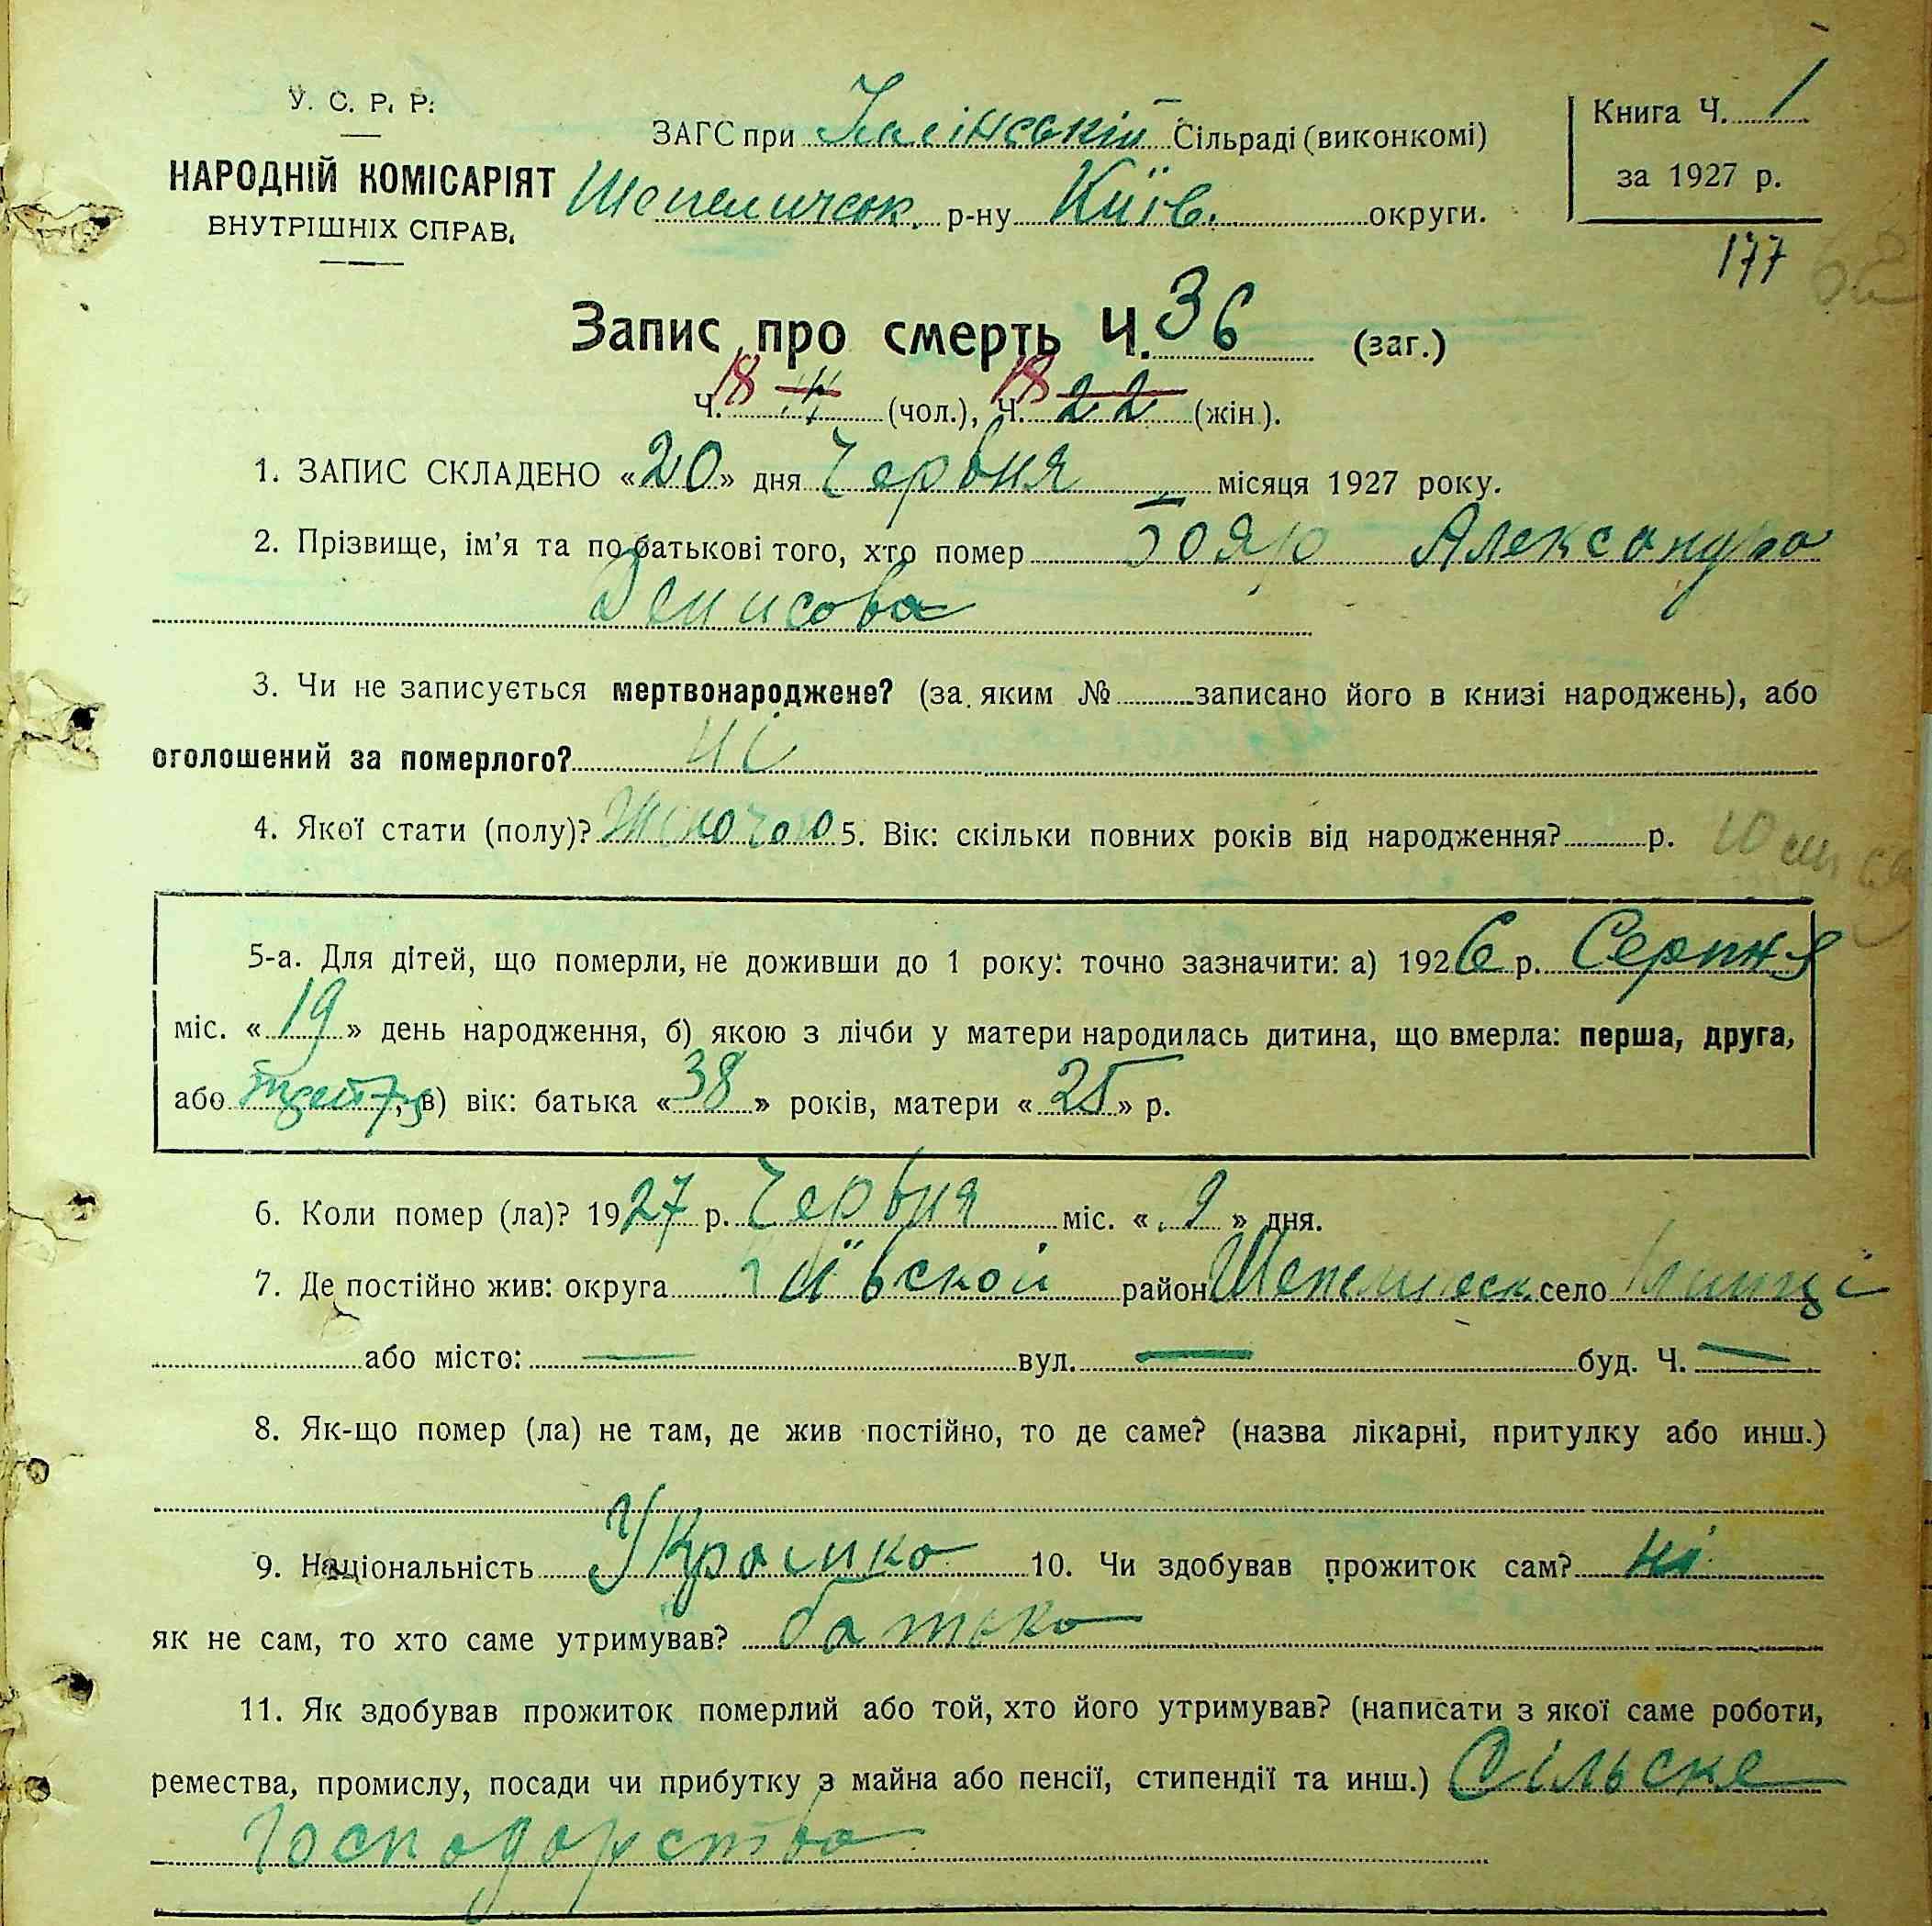 У. С. Р. Р.
НАРОДНІЙ КОМІСАРІЯТ
ВНУТРІШНІХ СПРАВ.
ЗАГС при Сільраді (виконкомі)
Шепеличск. р-ну Київ. округи.
Книга Ч. 1
за 1927 р.
177
Запис про смерть Ч. 36 (заг.)
Ч. 18 (чол.), Ч. 18 22 (жін.).
1. ЗАПИС СКЛАДЕНО «20» дня Червня місяця 1927 року.
2. Прізвище, ім'я та по батькові того, хто помер Бояр Александра
Денисова
3. Чи не записується мертвонароджене? (за яким № записано його в книзі народжень), або
оголошений за померлого? ні
4. Якої стати (полу)? Жіночою 5. Вік: скільки повних років від народження? р. 10
5-а. Для дітей, що померли, не доживши до 1 року: точно зазначити: а) 1926 р. Серпня
міс. «19» день народження, б) якою з лічби у матери народилась дитина, що вмерла: перша, друга,
або , в) вік: батька «38» років, матери «25» р.
6. Коли помер (ла)? 1927 р. Червня міс. «9» дня.
7. Де постійно жив: округа Київской район село
або місто: — вул. — буд. Ч. —
8. Як-що помер (ла) не там, де жив постійно, то де саме? (назва лікарні, притулку або инш.)
9. Національність Украинка 10. Чи здобував прожиток сам? ні
як не сам, то хто саме утримував? батько
11. Як здобував прожиток померлий або той, хто його утримував? (написати з якої саме роботи,
ремества, промислу, посади чи прибутку з майна або пенсії, стипендії та инш.) Сільске
господарство